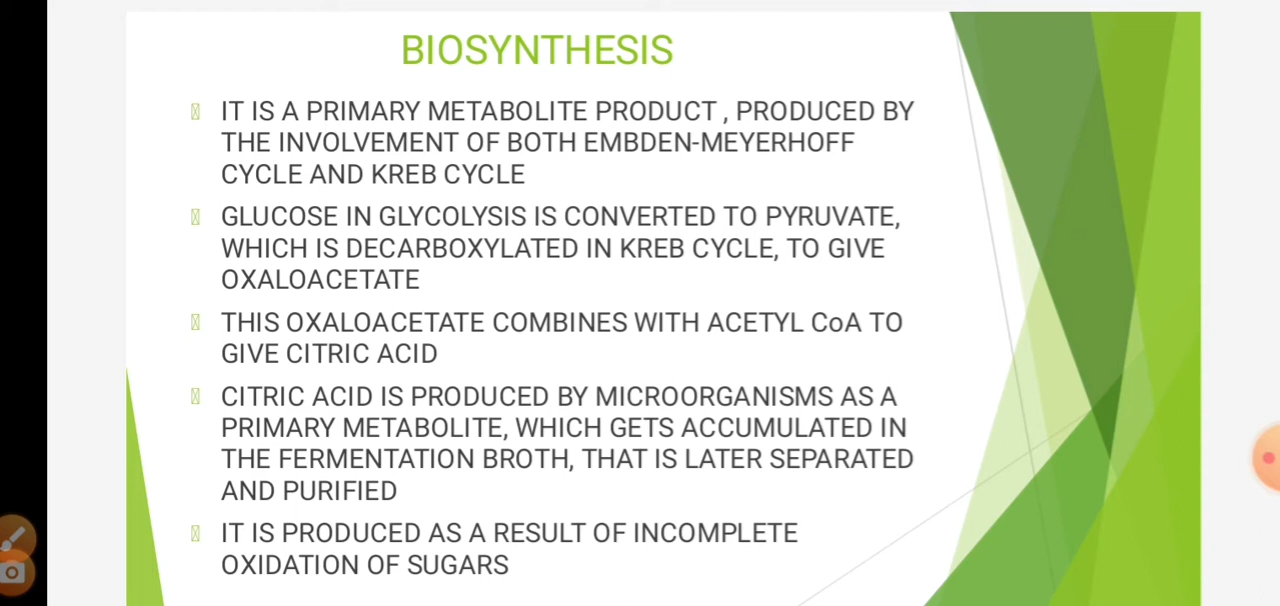 BIOSYNTHESIS
IT IS A PRIMARY METABOLITE PRODUCT , PRODUCED BY
THE INVOLVEMENT OF BOTH EMBDEN-MEYERHOFF
CYCLE AND KREB CYCLE
GLUCOSE IN GLYCOLYSIS IS CONVERTED TO PYRUVATE,
WHICH IS DECARBOXYLATED IN KREB CYCLE, TO GIVE
OXALOACETATE
THIS OXALOACETATE COMBINES WITH ACETYL CoA TO
GIVE CITRIC ACID
CITRIC ACID IS PRODUCED BY MICROORGANISMS AS A
PRIMARY METABOLITE, WHICH GETS ACCUMULATED IN
THE FERMENTATION BROTH, THAT IS LATER SEPARATED
AND PURIFIED
IT IS PRODUCED AS A RESULT OF INCOMPLETE
OXIDATION OF SUGARS